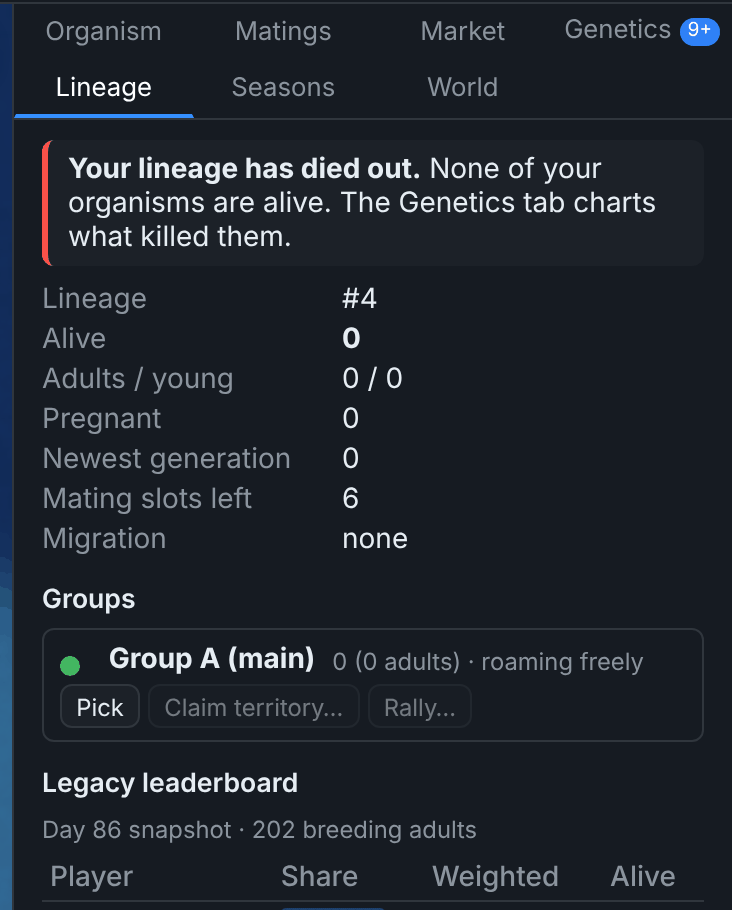 Organism Matings Market Genetics 9+
Lineage Seasons World
Your lineage has died out. None of your
organisms are alive. The Genetics tab charts
what killed them.
Lineage #4
Alive 0
Adults / young 0 / 0
Pregnant 0
Newest generation 0
Mating slots left 6
Migration none
Groups
Group A (main) 0 (0 adults) · roaming freely
Pick Claim territory... Rally...
Legacy leaderboard
Day 86 snapshot · 202 breeding adults
Player Share Weighted Alive